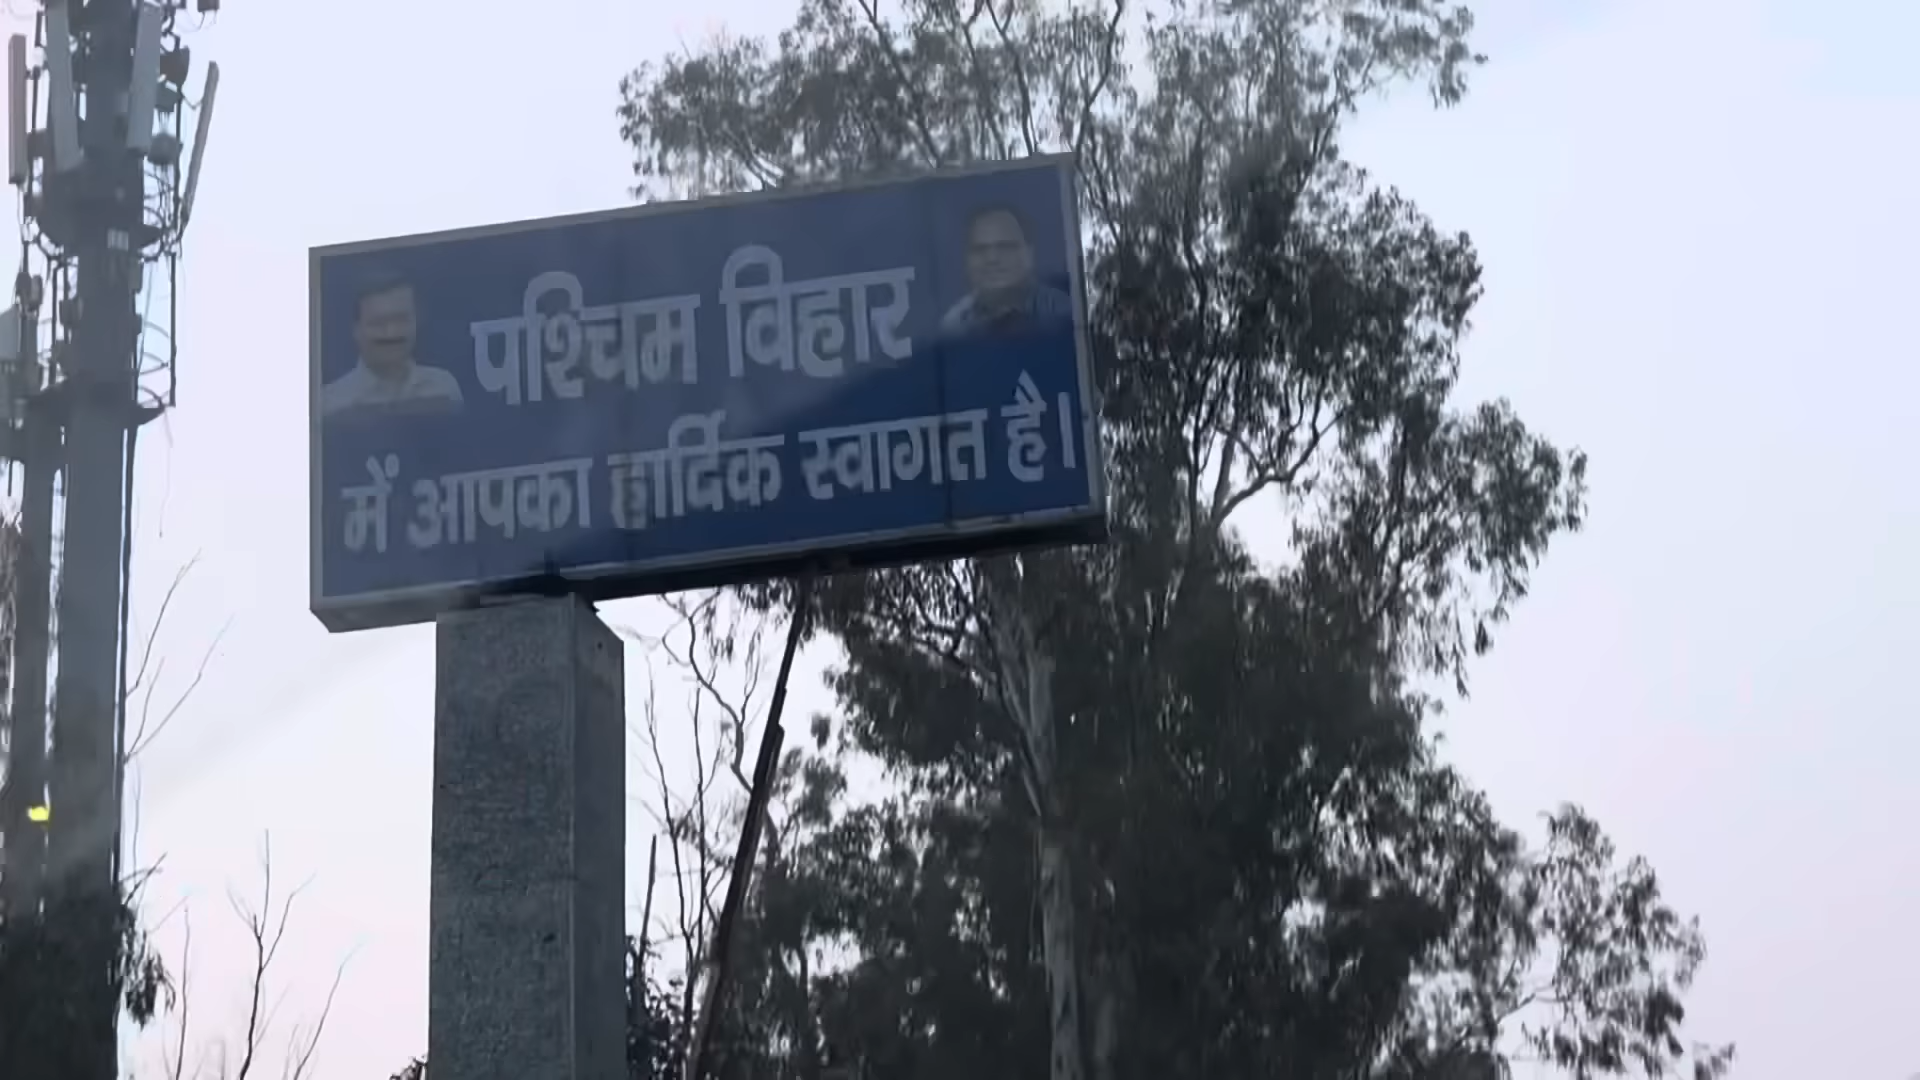 पश्चिम विहार
में आपका हार्दिक स्वागत है।